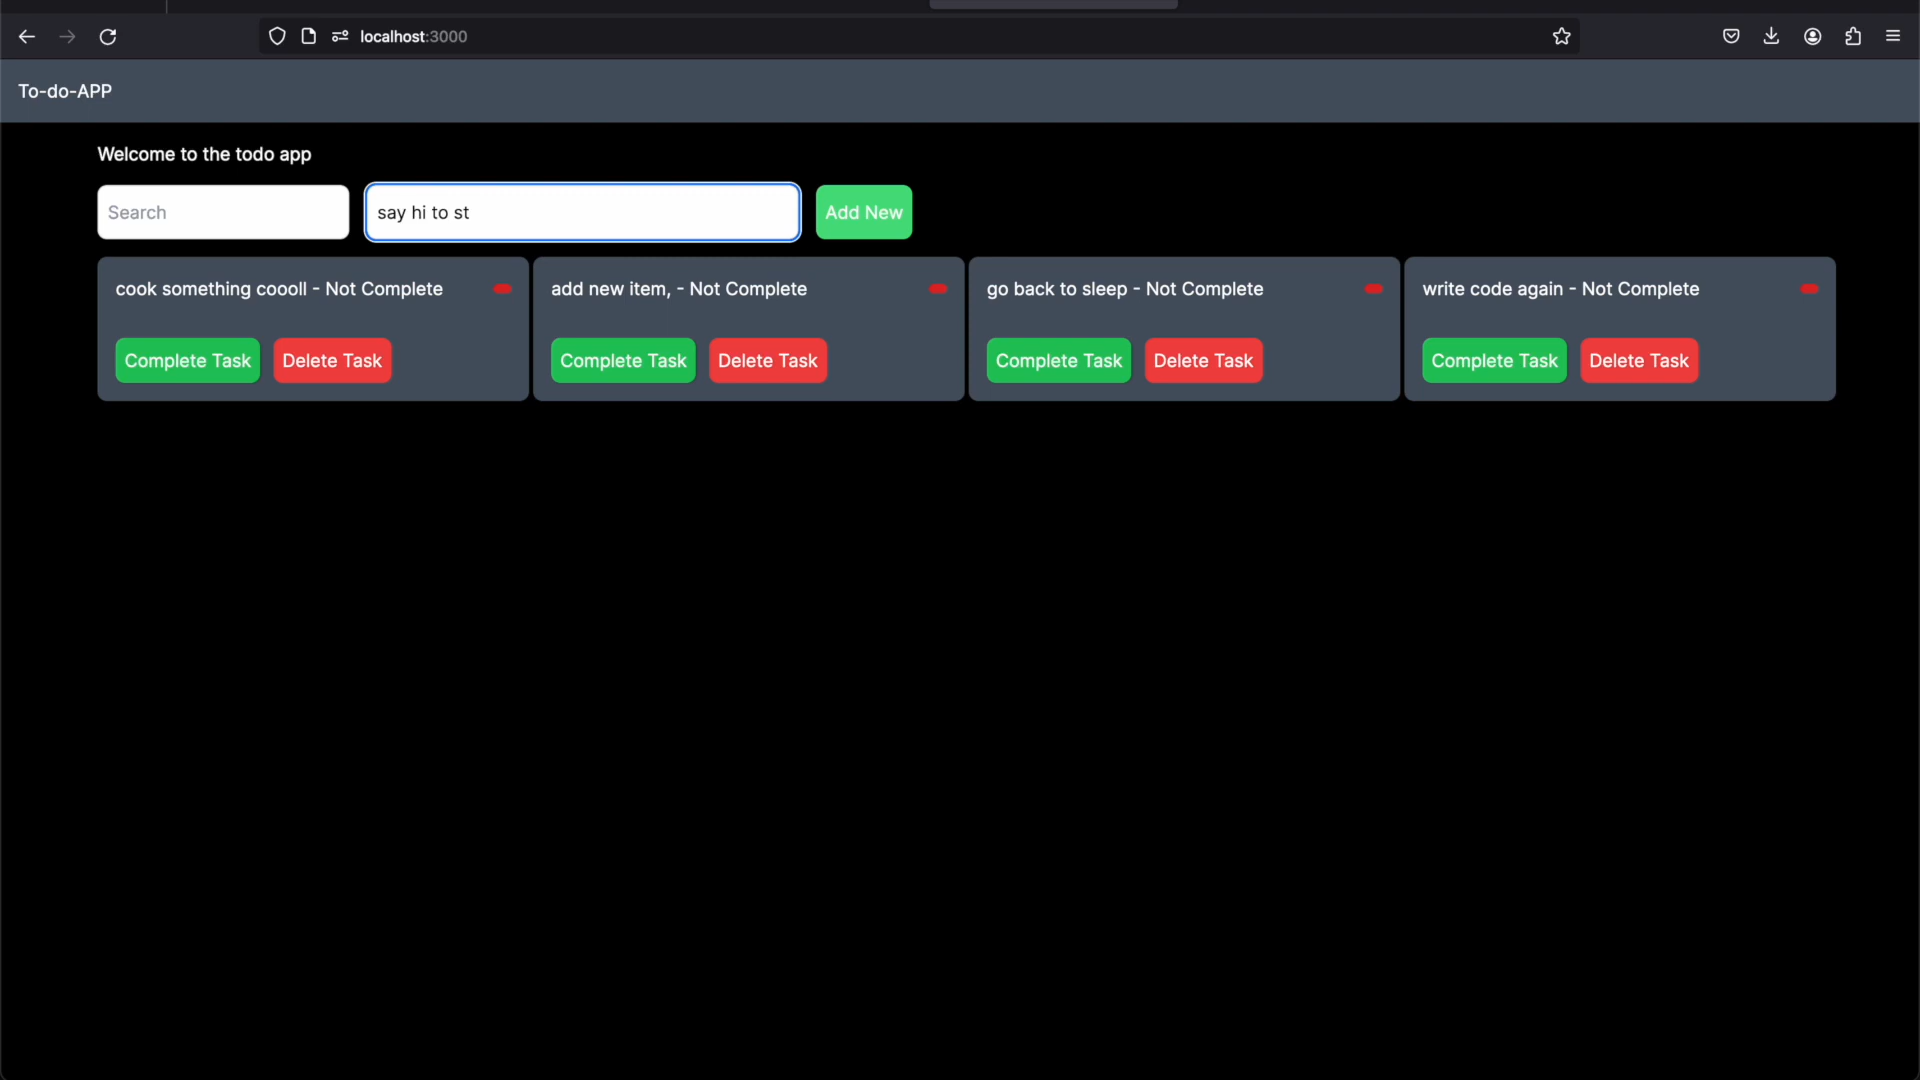 localhost:3000
To-do-APP
Welcome to the todo app
Search
say hi to st
Add New
cook something coooll - Not Complete
add new item, - Not Complete
go back to sleep - Not Complete
write code again - Not Complete
Complete Task
Delete Task
Complete Task
Delete Task
Complete Task
Delete Task
Complete Task
Delete Task